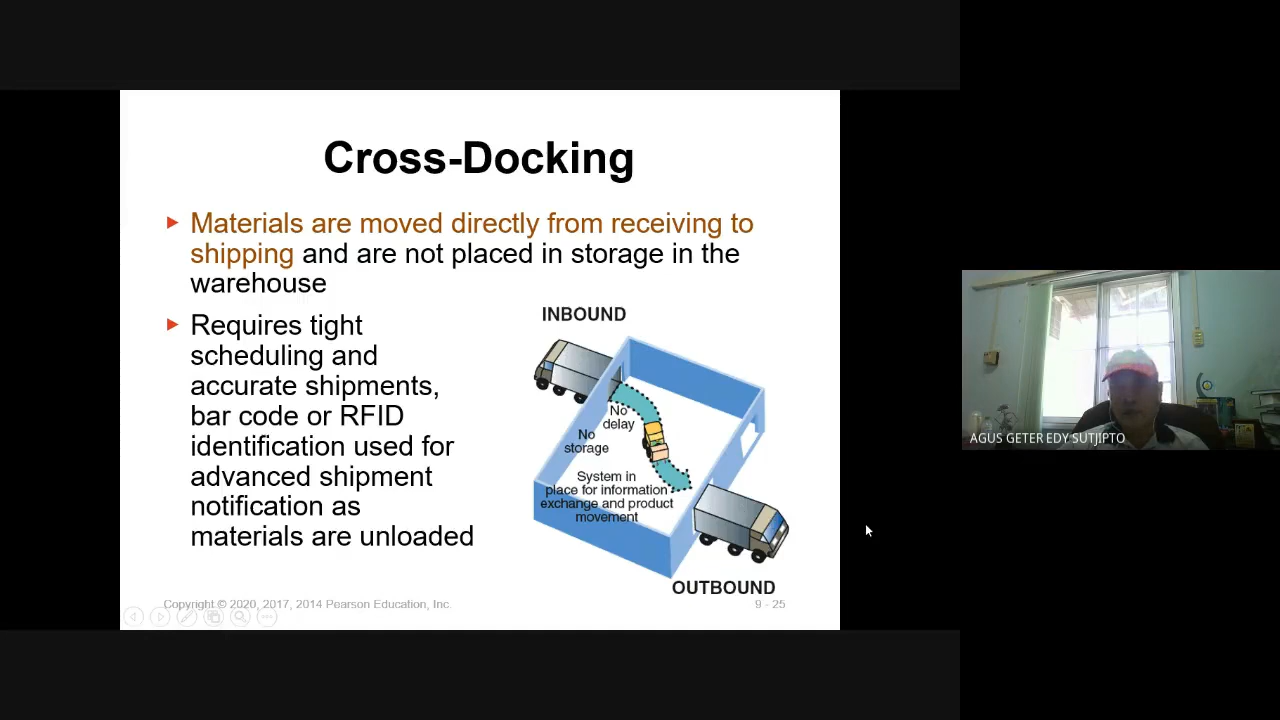 Cross-Docking
Materials are moved directly from receiving to
shipping and are not placed in storage in the
warehouse
Requires tight
scheduling and
accurate shipments,
bar code or RFID
identification used for
advanced shipment
notification as
materials are unloaded
INBOUND
No
delay
No
storage
System in
place for information
exchange and product
movement
OUTBOUND
Copyright © 2020, 2017, 2014 Pearson Education, Inc.
9 - 25
AGUS GETER EDY SUTJIPTO